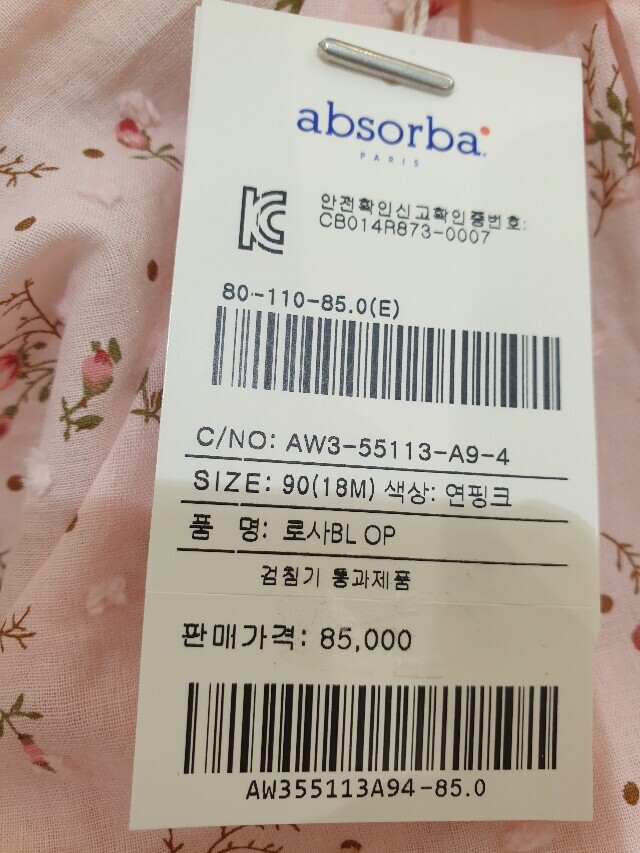 absorba
PARIS
안전확인신고확인증번호:
CB014R873-0007
80-110-85.0(E)
C/NO: AW3-55113-A9-4
SIZE: 90(18M) 색상: 연핑크
품 명: 로사BL OP
검침기 통과제품
판매가격: 85,000
AW355113A94-85.0